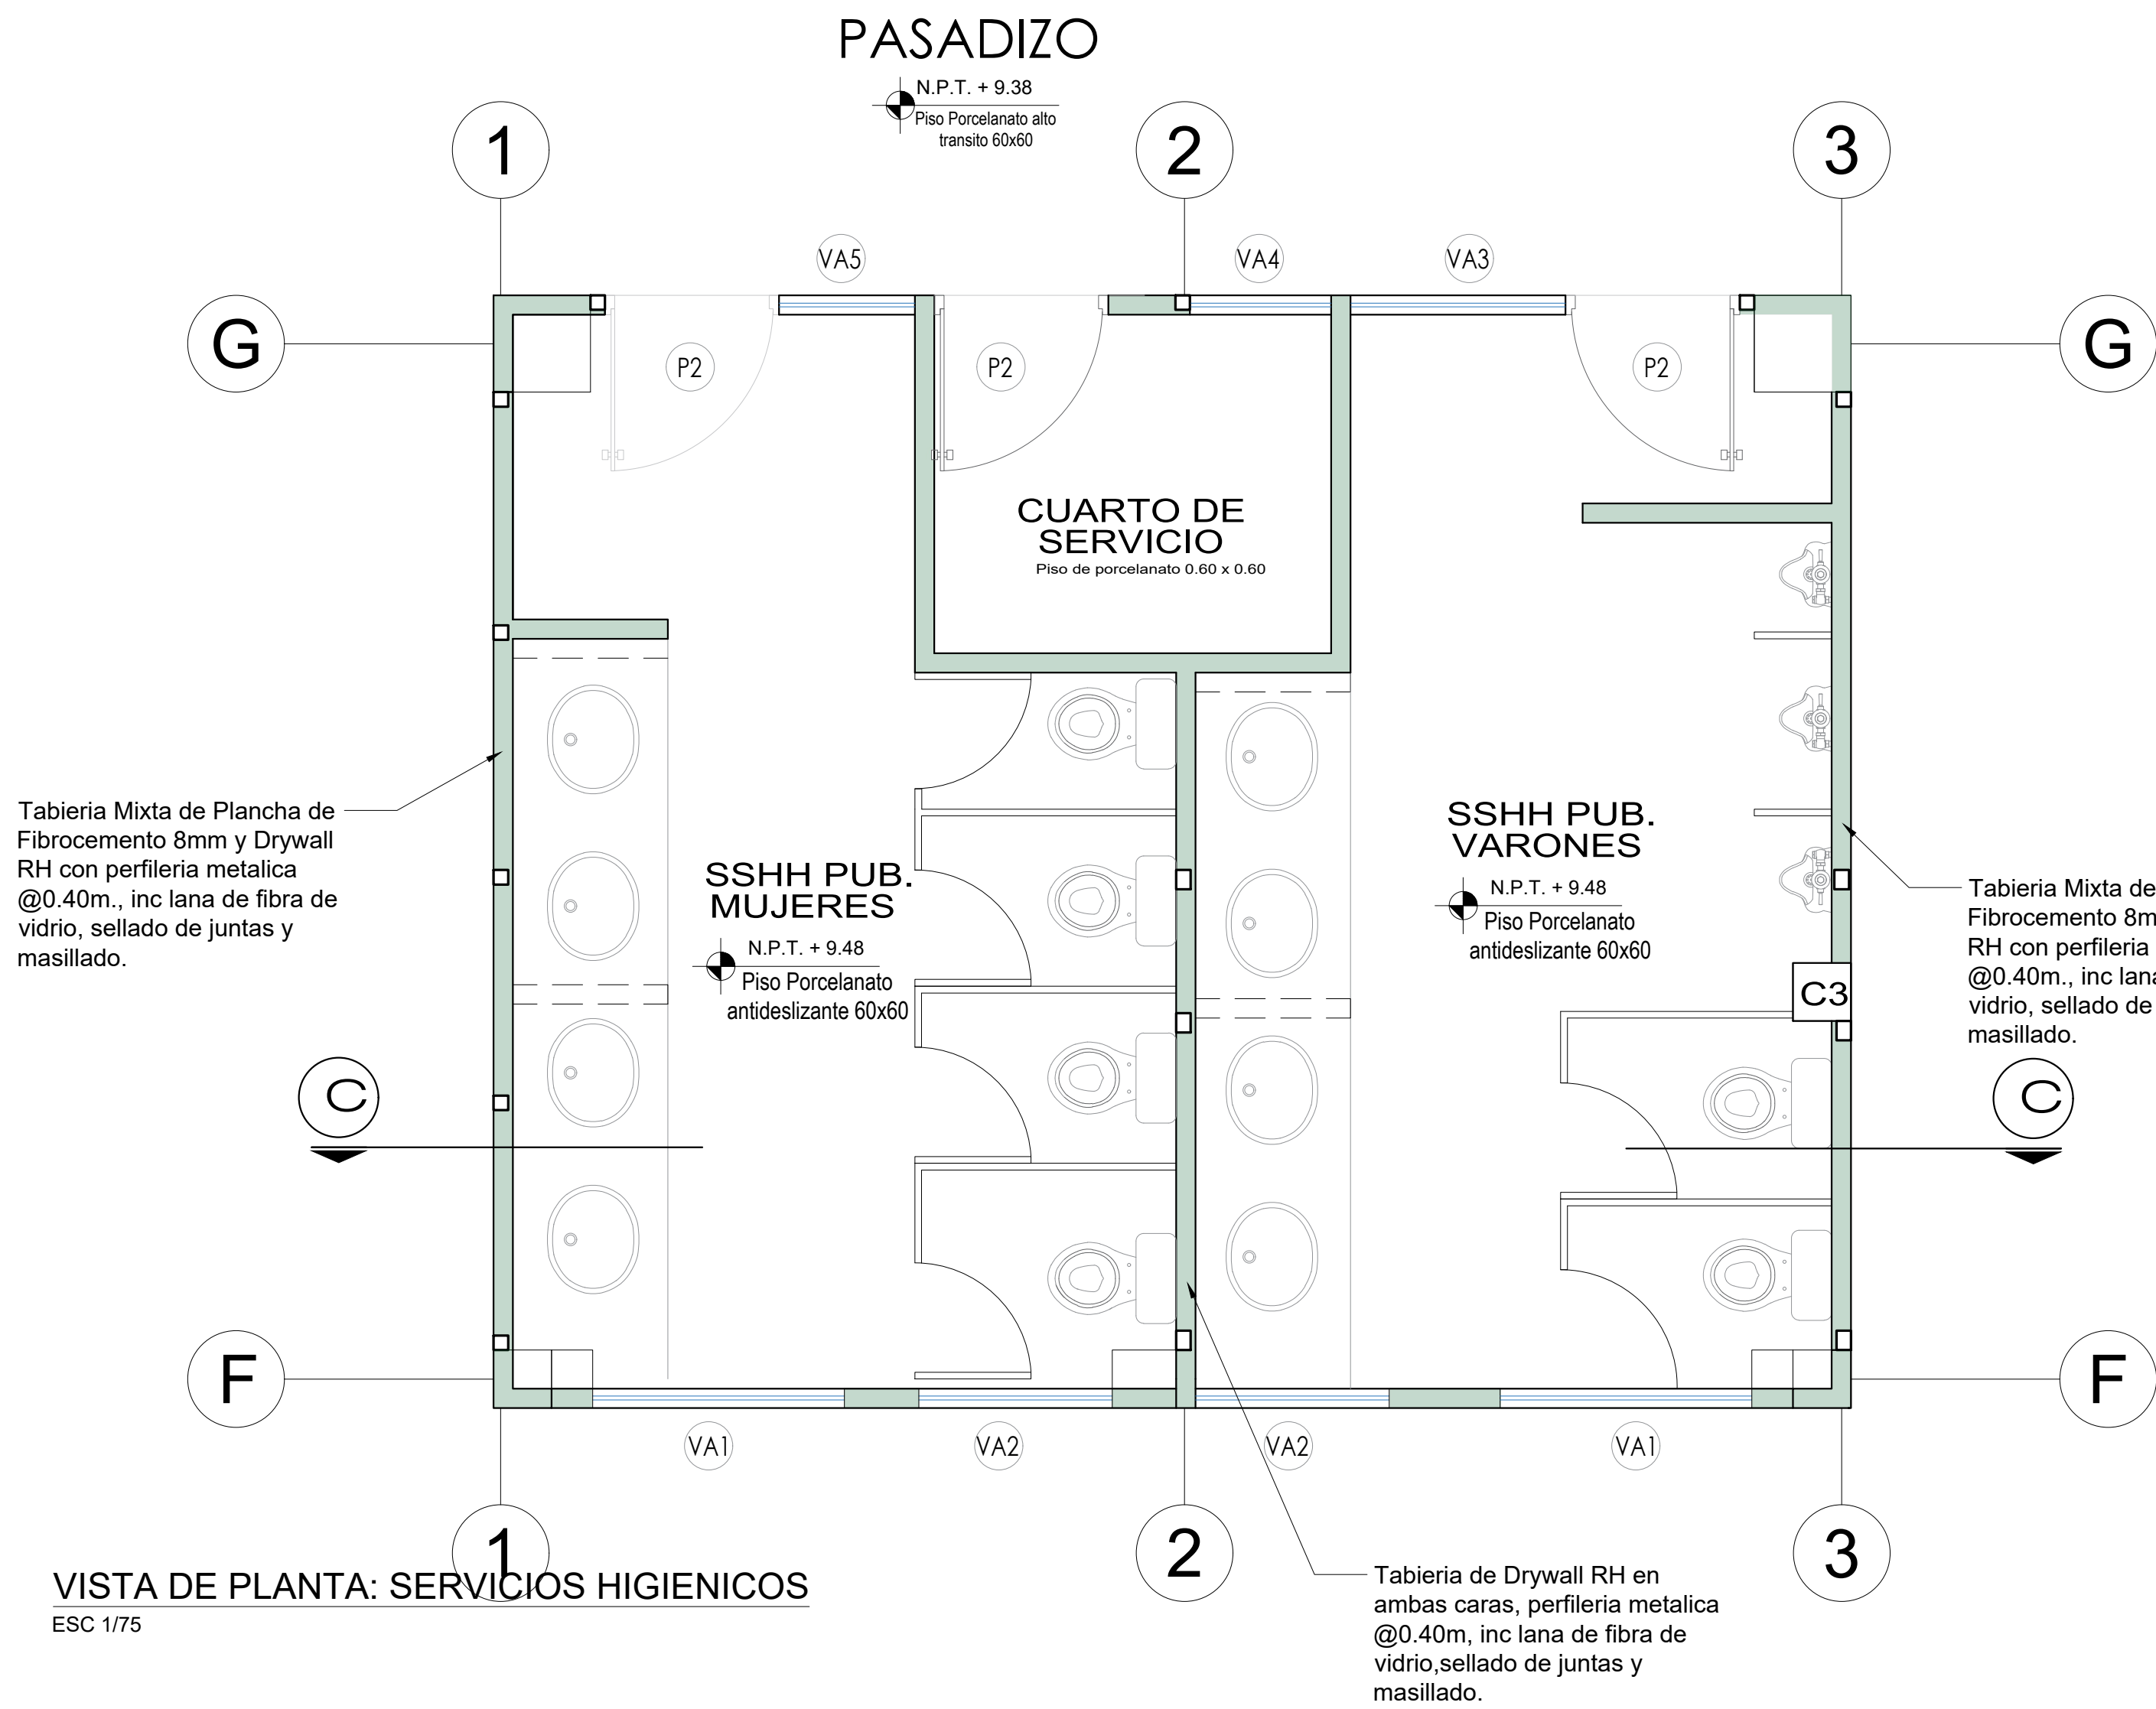 PASADIZO
N.P.T. + 9.38
Piso Porcelanato alto
transito 60x60
1
2
3
VA5
VA4
VA3
G
G
P2
P2
P2
CUARTO DE
SERVICIO
Piso de porcelanato 0.60 x 0.60
Tabieria Mixta de Plancha de
Fibrocemento 8mm y Drywall
RH con perfileria metalica
@0.40m., inc lana de fibra de
vidrio, sellado de juntas y
masillado.
SSHH PUB.
MUJERES
N.P.T. + 9.48
Piso Porcelanato
antideslizante 60x60
SSHH PUB.
VARONES
N.P.T. + 9.48
Piso Porcelanato
antideslizante 60x60
Tabieria Mixta de
Fibrocemento 8m
RH con perfileria
@0.40m., inc lana
vidrio, sellado de
masillado.
C3
C
C
F
F
VA1
VA2
VA2
VA1
1
2
3
VISTA DE PLANTA: SERVICIOS HIGIENICOS
ESC 1/75
Tabieria de Drywall RH en
ambas caras, perfileria metalica
@0.40m, inc lana de fibra de
vidrio,sellado de juntas y
masillado.